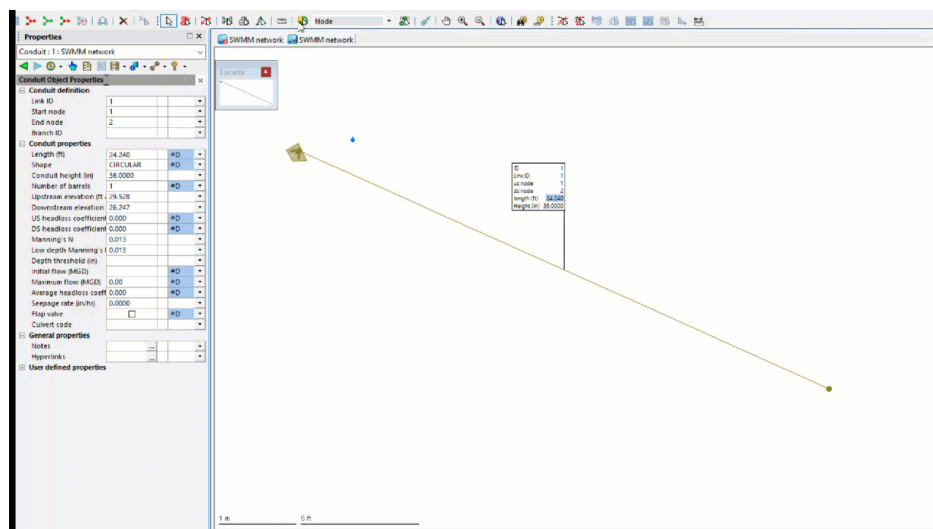 Node
Properties
SWMM network
SWMM network
Conduit : 1 : SWMM network
Locator
Conduit Object Properties
Conduit definition
Link ID 1
Start node 1
End node 2
Branch ID
Conduit properties
Length (ft) 24.240 #D
Shape CIRCULAR #D
Conduit height (in) 36.0000
Number of barrels 1 #D
Upstream elevation (ft 29.528
Downstream elevation 26.247
US headloss coefficient 0.000 #D
DS headloss coefficient 0.000 #D
Manning's N 0.013
Low depth Manning's 0.013
Depth threshold (in)
Initial flow (MGD) #D
Maximum flow (MGD) 0.00 #D
Average headloss coeff 0.000 #D
Seepage rate (in/hr) 0.0000
Flap valve #D
Culvert code
General properties
Notes ...
Hyperlinks ...
User defined properties
ID 1
Link ID 1
us node 1
ds node 2
length (ft) 24.240
Height (in) 36.0000
1 m
5 ft